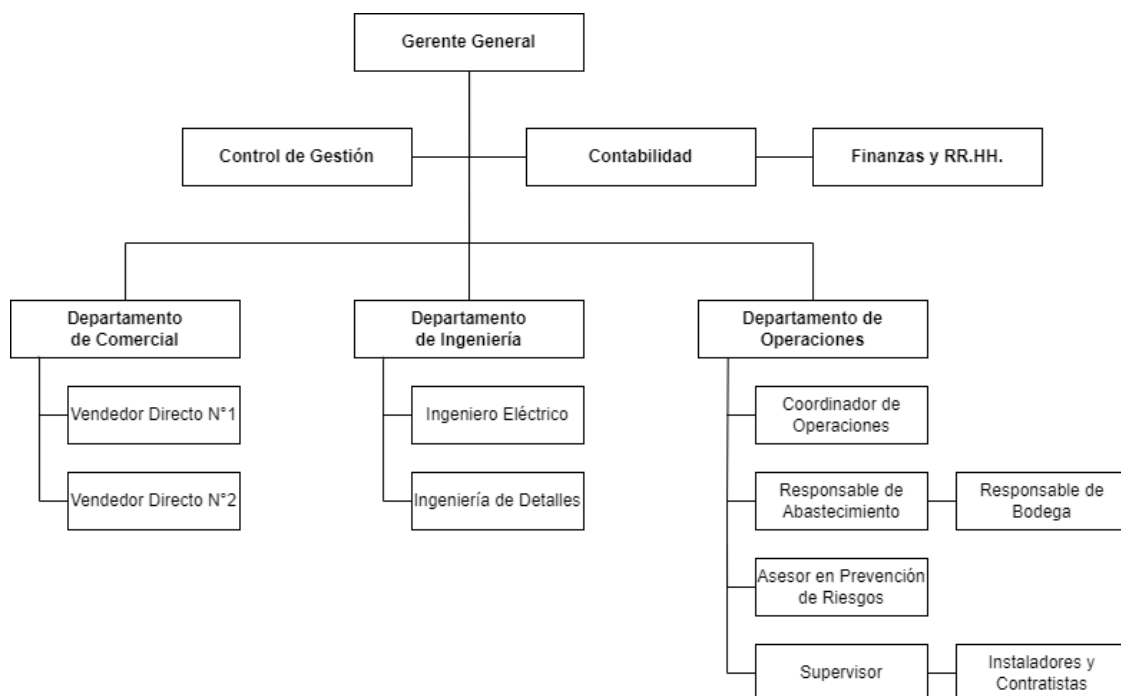 Gerente General
Control de Gestión
Contabilidad
Finanzas y RR.HH.
Departamento
de Comercial
Departamento
de Ingeniería
Departamento de
Operaciones
Vendedor Directo N°1
Ingeniero Eléctrico
Coordinador de
Operaciones
Vendedor Directo N°2
Ingeniería de Detalles
Responsable de
Abastecimiento
Responsable de
Bodega
Asesor en Prevención
de Riesgos
Supervisor
Instaladores y
Contratistas